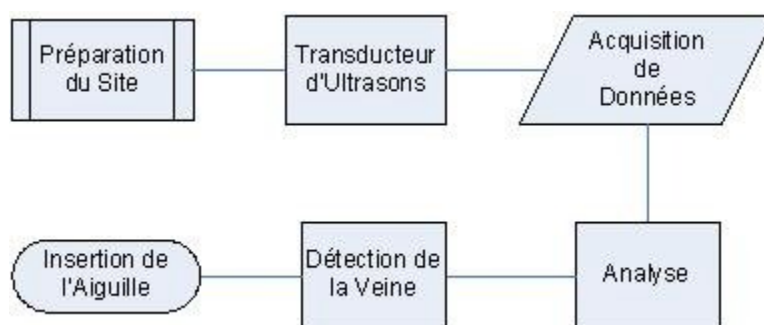 Préparation
du Site
Transducteur
d'Ultrasons
Acquisition
de
Données
Insertion de
l'Aiguille
Détection de
la Veine
Analyse